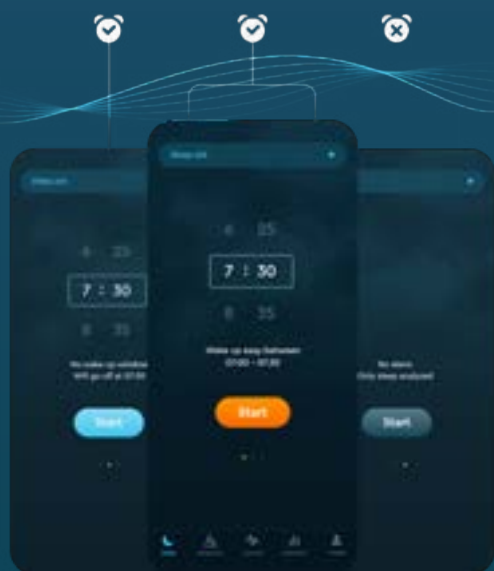 6 25
7 : 30
8 35
No wake up window
Will go off at 07:30
Start
6 25
7 : 30
8 35
Wake up easy between
07:00 - 07:30
Start
No alarm
Only sleep analysis
Start